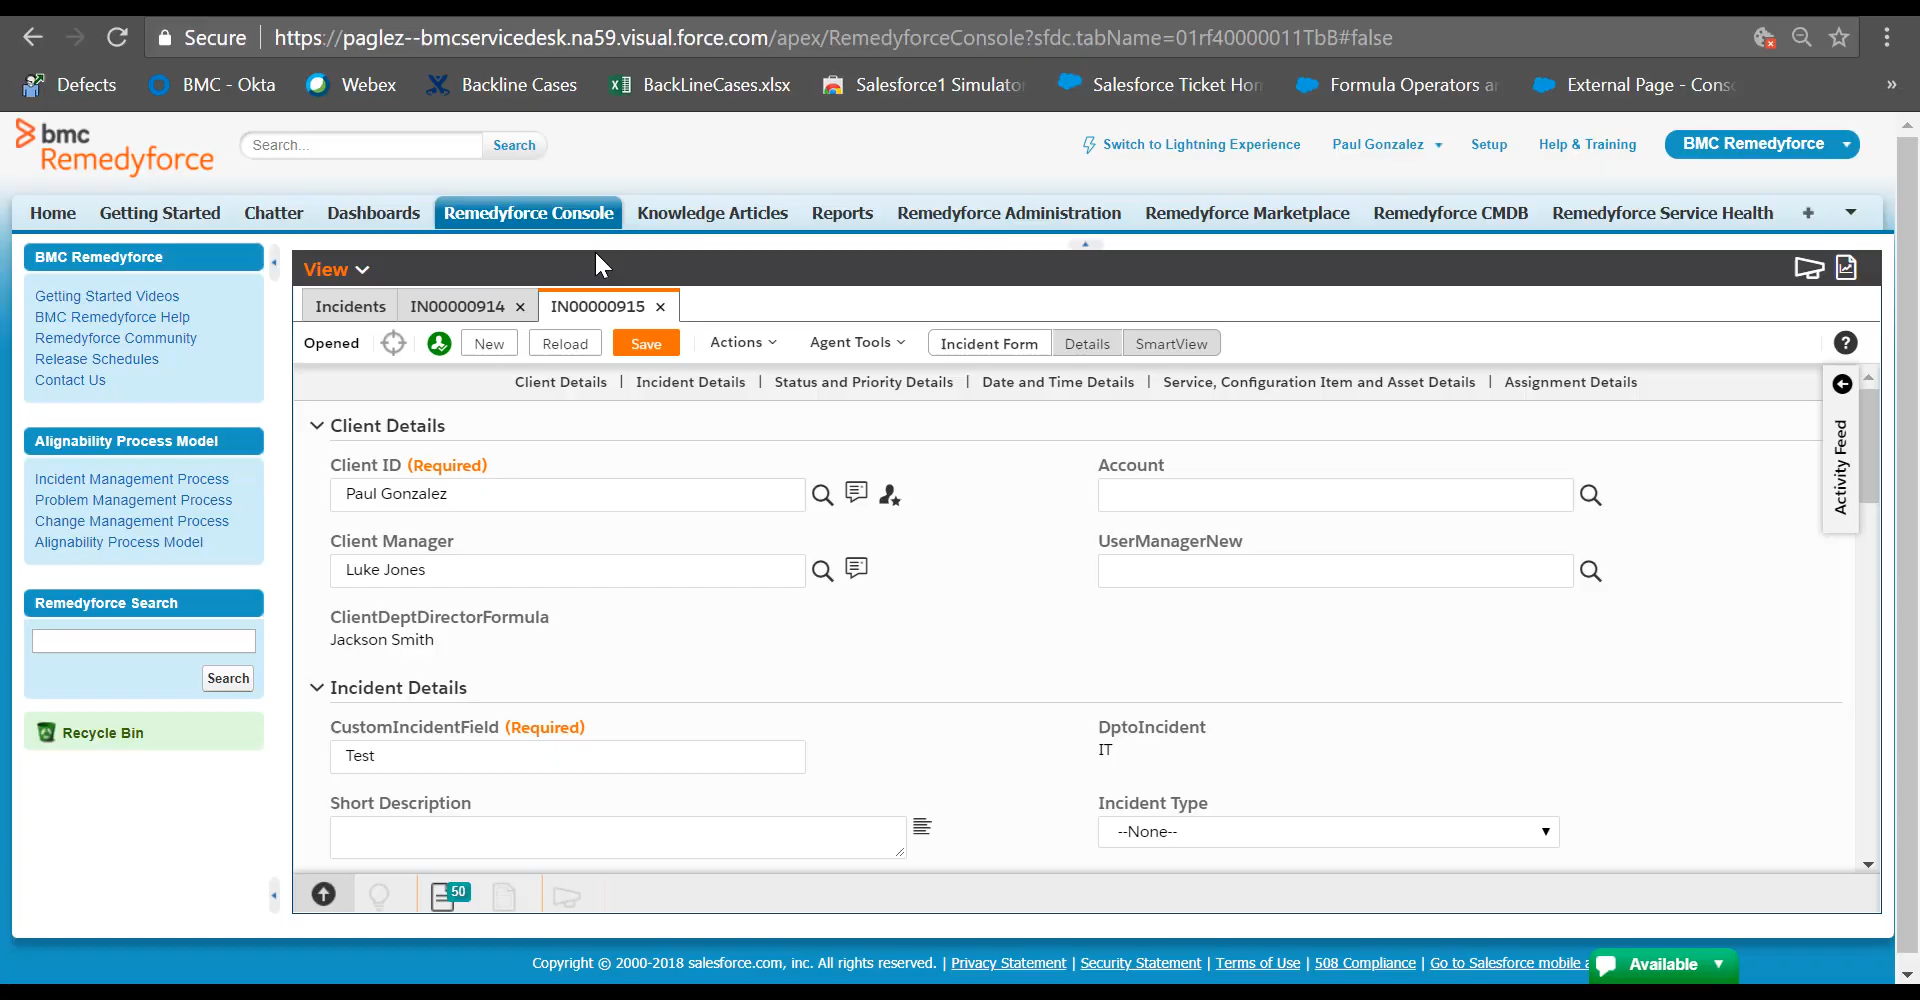 Secure | https://paglez--bmcservicedesk.na59.visual.force.com/apex/RemedyforceConsole?sfdc.tabName=01rf40000011TbB#false
Defects BMC - Okta Webex Backline Cases BackLineCases.xlsx Salesforce1 Simulator Salesforce Ticket Hom Formula Operators a External Page - Cons »
bmc Remedyforce
Search... Search
Switch to Lightning Experience Paul Gonzalez Setup Help & Training BMC Remedyforce
Home Getting Started Chatter Dashboards Remedyforce Console Knowledge Articles Reports Remedyforce Administration Remedyforce Marketplace Remedyforce CMDB Remedyforce Service Health +
BMC Remedyforce
Getting Started Videos
BMC Remedyforce Help
Remedyforce Community
Release Schedules
Contact Us
Alignability Process Model
Incident Management Process
Problem Management Process
Change Management Process
Alignability Process Model
Remedyforce Search
Search
Recycle Bin
View
Incidents IN00000914 × IN00000915 ×
Opened New Reload Save Actions Agent Tools Incident Form Details SmartView ?
Client Details | Incident Details | Status and Priority Details | Date and Time Details | Service, Configuration Item and Asset Details | Assignment Details
Activity Feed
Client Details
Client ID (Required) Account
Paul Gonzalez
Client Manager UserManagerNew
Luke Jones
ClientDeptDirectorFormula
Jackson Smith
Incident Details
CustomIncidentField (Required) DptoIncident
Test IT
Short Description Incident Type
--None--
50
Copyright © 2000-2018 salesforce.com, inc. All rights reserved. | Privacy Statement | Security Statement | Terms of Use | 508 Compliance | Go to Salesforce mobile a
Available